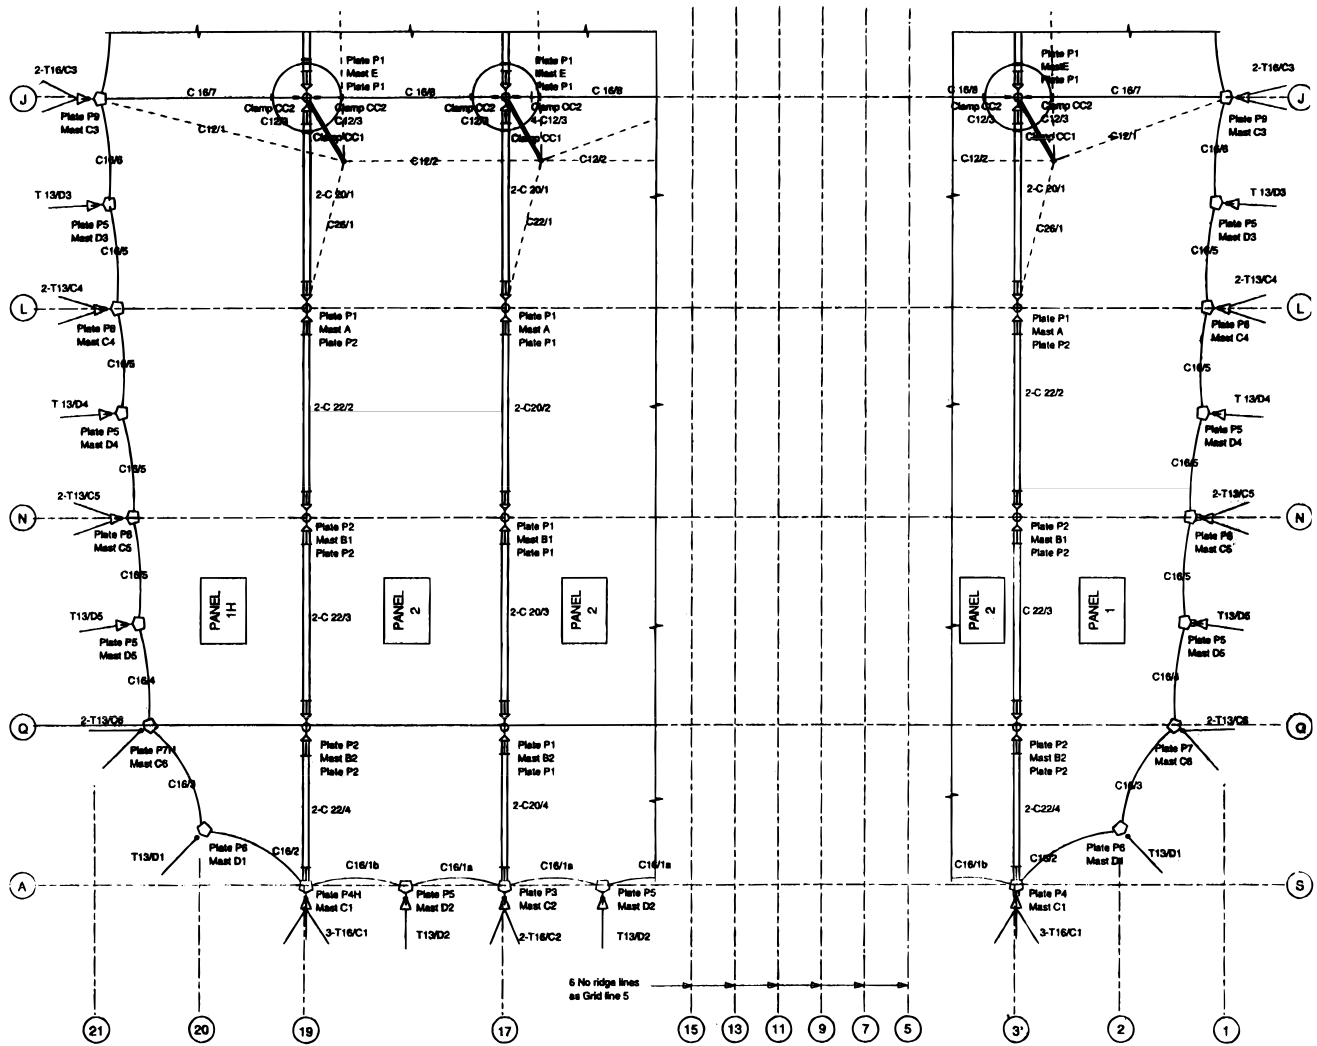 Plate P1
Mast E
Plate P1
Plate P1
Mast E
Plate P1
Plate P1
MastE
Plate P1
2-T16/C3
2-T16/C3
J
C 16/7
C 16/8
C 16/8
C 16/8
C 16/7
J
Clamp CC2
Clamp CC2
Clamp CC2
Clamp CC2
Clamp CC2
Clamp CC2
Plate P9
Mast C3
C12/1
C12/3
C12/3
C12/3
C12/3
C12/3
C12/3
C12/1
Plate P9
Mast C3
Clamp CC1
Clamp CC1
Clamp CC1
C16/6
C12/2
C12/2
C12/2
C16/6
T 13/D3
2-C 20/1
2-C 20/1
2-C 20/1
T 13/D3
Plate P5
Mast D3
C26/1
C22/1
C26/1
Plate P5
Mast D3
C16/5
C16/5
2-T13/C4
2-T13/C4
L
L
Plate P6
Mast C4
Plate P1
Mast A
Plate P2
Plate P1
Mast A
Plate P1
Plate P1
Mast A
Plate P2
Plate P6
Mast C4
C16/5
C16/5
T 13/D4
2-C 22/2
2-C20/2
2-C 22/2
T 13/D4
Plate P5
Mast D4
Plate P5
Mast D4
C16/5
C16/5
2-T13/C5
2-T13/C5
N
N
Plate P6
Mast C5
Plate P2
Mast B1
Plate P2
Plate P1
Mast B1
Plate P1
Plate P2
Mast B1
Plate P2
Plate P6
Mast C5
C16/5
C16/5
PANEL
1H
PANEL
2
PANEL
2
PANEL
2
PANEL
1
T13/D5
2-C 22/3
2-C 20/3
C 22/3
T13/D5
Plate P5
Mast D5
Plate P5
Mast D5
C16/4
C16/4
2-T13/C6
2-T13/C6
Q
Q
Plate P7H
Mast C6
Plate P2
Mast B2
Plate P2
Plate P1
Mast B2
Plate P1
Plate P2
Mast B2
Plate P2
Plate P7
Mast C6
C16/3
2-C 22/4
2-C20/4
2-C22/4
C16/3
T13/D1
Plate P6
Mast D1
C16/2
C16/1b
C16/1a
C16/1a
C16/1a
C16/1b
C16/2
Plate P6
Mast D1
T13/D1
A
S
Plate P4H
Mast C1
Plate P5
Mast D2
Plate P3
Mast C2
Plate P5
Mast D2
Plate P4
Mast C1
3-T16/C1
T13/D2
2-T16/C2
T13/D2
3-T16/C1
6 No ridge lines
as Grid line 5
21
20
19
17
15
13
11
9
7
5
3'
2
1